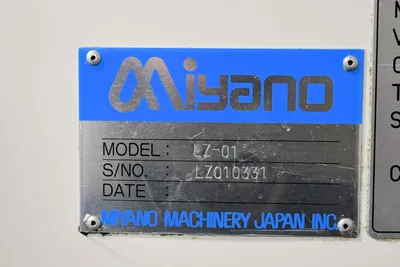 Miyano
MODEL : LZ-01
S/NO. : LZ010331
DATE :
MIYANO MACHINERY JAPAN INC.
M
V
C
T
S
C